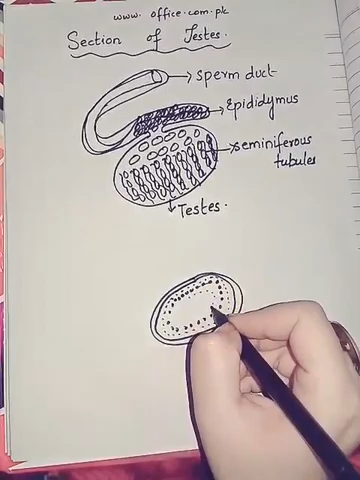 www. office.com.pk
Section of Testes.
sperm duct
Epididymus
seminiferous
tubules
Testes.